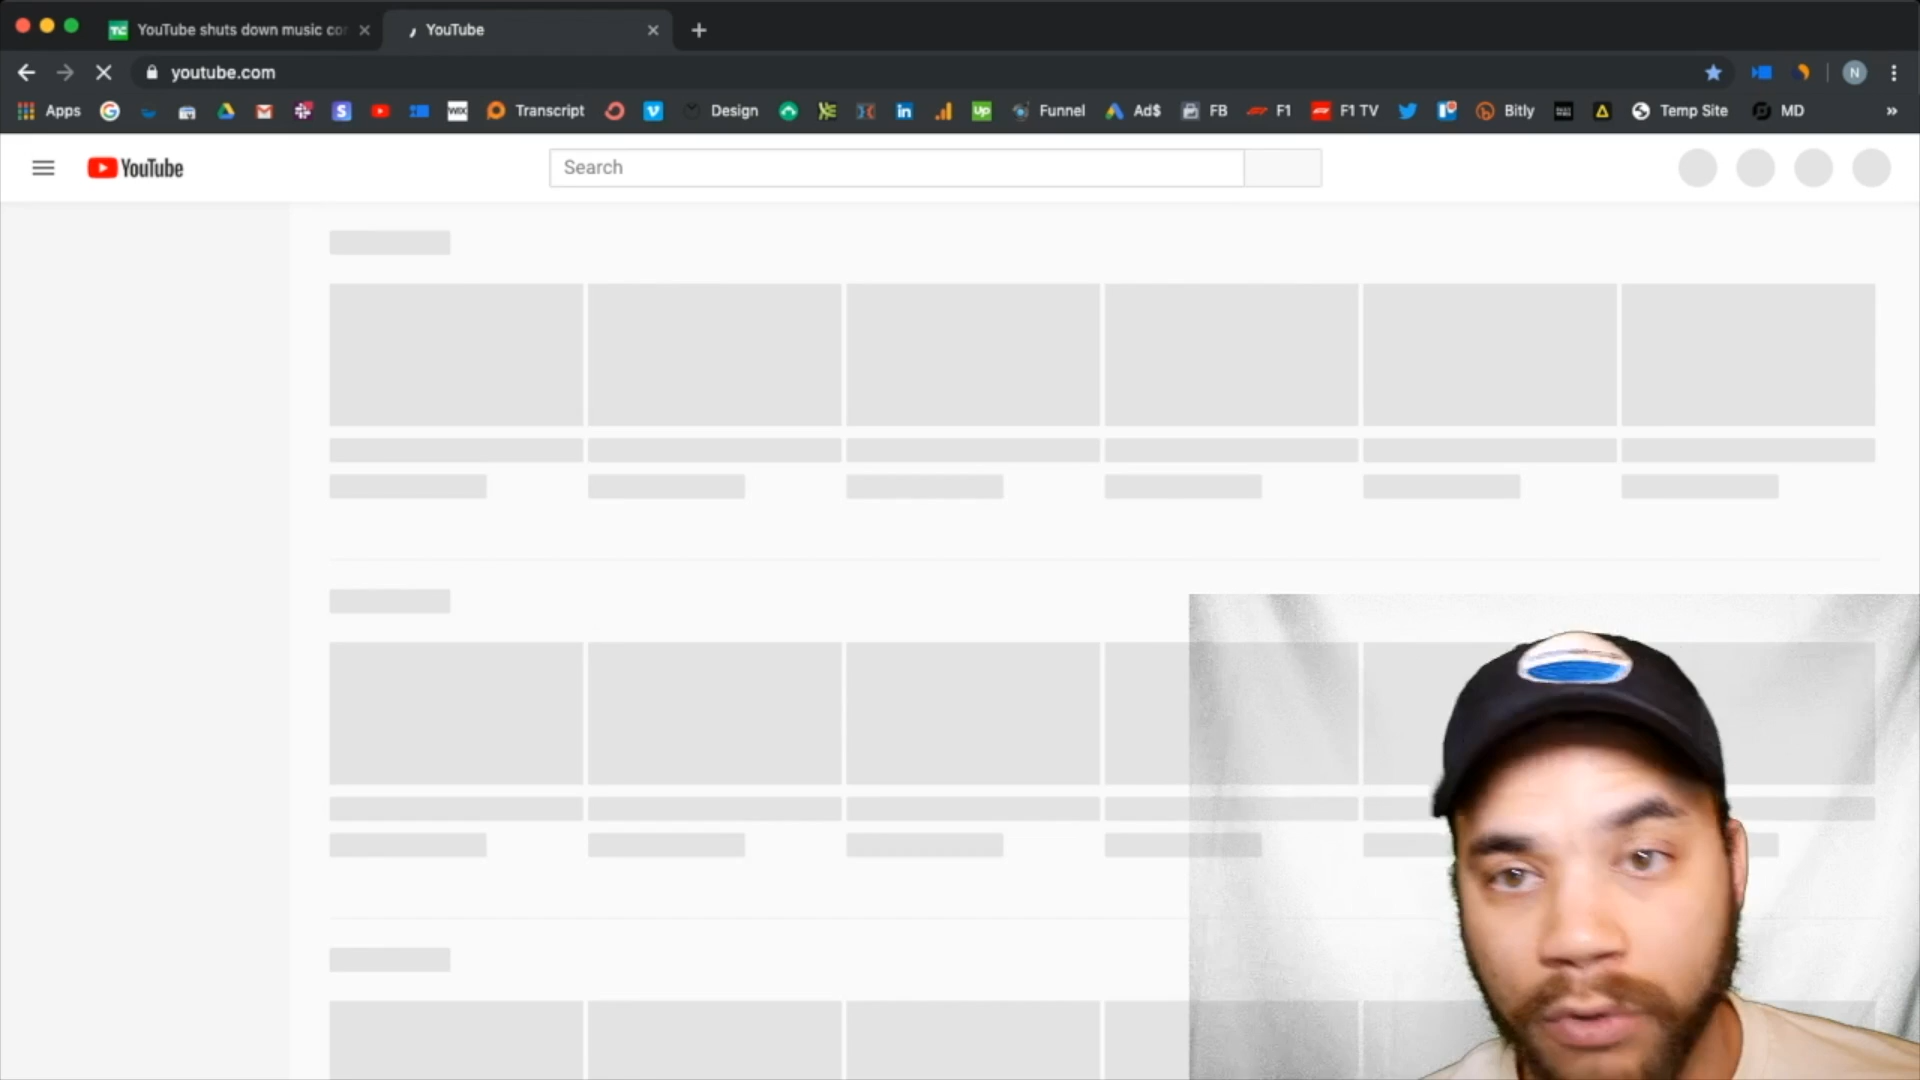 YouTube shuts down music cor
YouTube
youtube.com
N
Apps
Transcript
Design
Funnel
Ad$
FB
F1
F1 TV
Bitly
Temp Site
MD
YouTube
Search